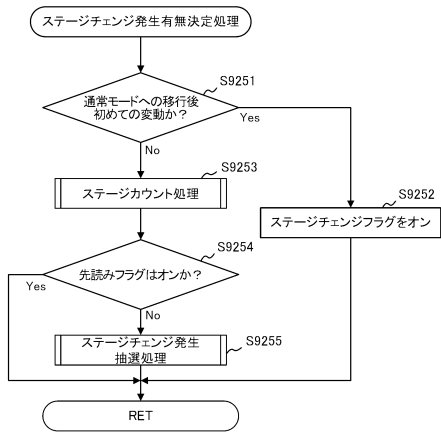 ステージチェンジ発生有無決定処理
S9251
通常モードへの移行後
初めての変動か？
Yes
No
S9253
ステージカウント処理
S9252
ステージチェンジフラグをオン
S9254
先読みフラグはオンか？
Yes
No
S9255
ステージチェンジ発生
抽選処理
RET